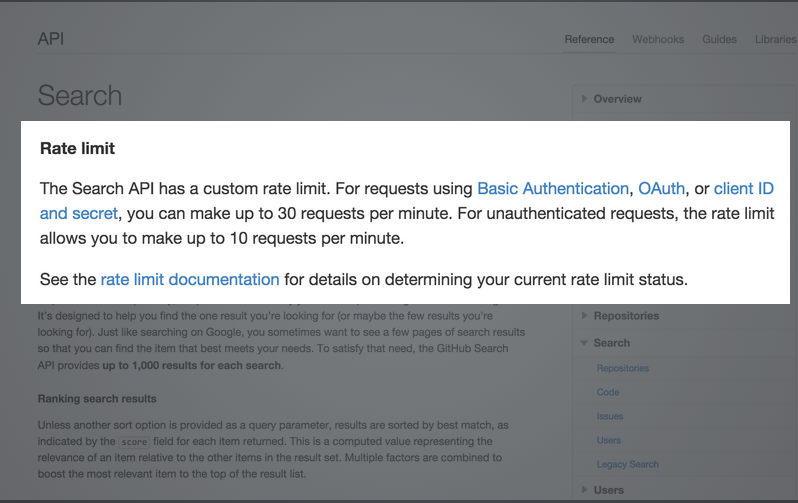 API
Reference Webhooks Guides Libraries
Search
Overview
Rate limit
The Search API has a custom rate limit. For requests using Basic Authentication, OAuth, or client ID
and secret, you can make up to 30 requests per minute. For unauthenticated requests, the rate limit
allows you to make up to 10 requests per minute.
See the rate limit documentation for details on determining your current rate limit status.
It's designed to help you find the one result you're looking for (or maybe the few results you're
looking for). Just like searching on Google, you sometimes want to see a few pages of search results
so that you can find the item that best meets your needs. To satisfy that need, the GitHub Search
API provides up to 1,000 results for each search.
Ranking search results
Unless another sort option is provided as a query parameter, results are sorted by best match, as
indicated by the score field for each item returned. This is a computed value representing the
relevance of an item relative to the other items in the result set. Multiple factors are combined to
boost the most relevant item to the top of the result list.
Repositories
Search
Repositories
Code
Issues
Users
Legacy Search
Users